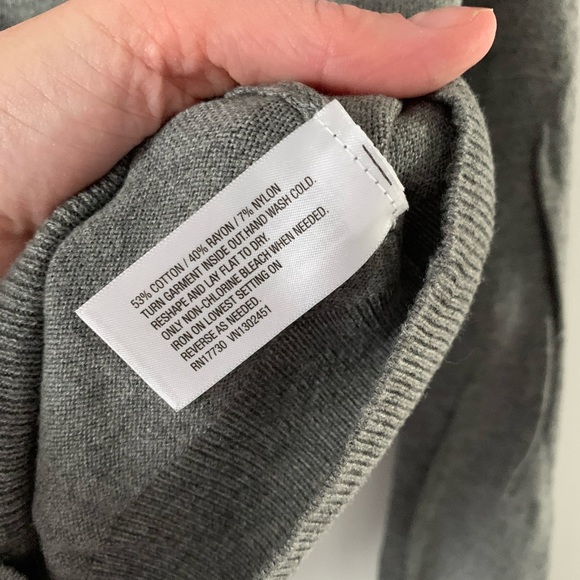 53% COTTON / 40% RAYON / 7% NYLON
TURN GARMENT INSIDE OUT.HAND WASH COLD.
RESHAPE AND LAY FLAT TO DRY.
ONLY NON-CHLORINE BLEACH WHEN NEEDED.
IRON ON LOWEST SETTING ON
REVERSE AS NEEDED.
RN17730 VN1302451